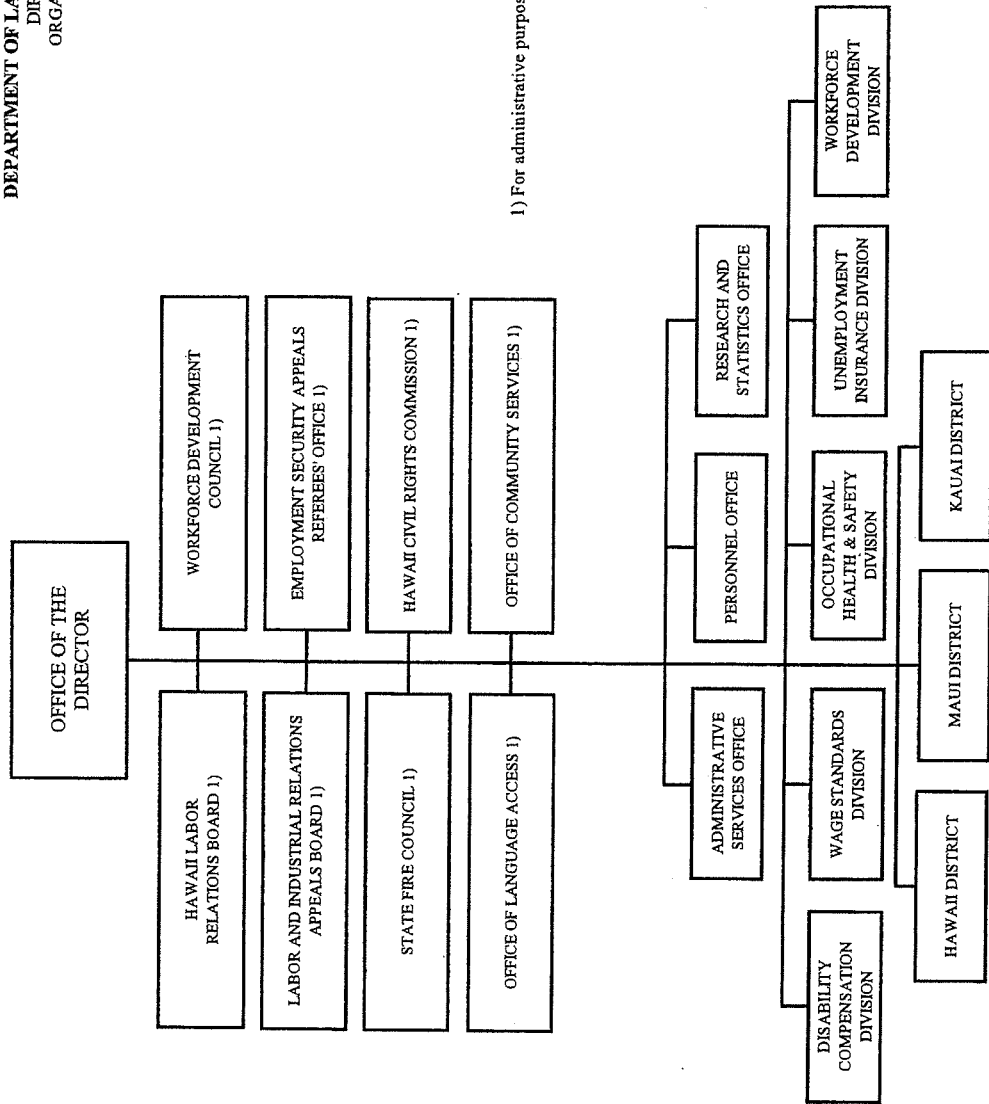 DEPARTMENT OF
OFFICE OF THE
DIRECTOR
HAWAII LABOR
RELATIONS BOARD 1)
WORKFORCE DEVELOPMENT
COUNCIL 1)
LABOR AND INDUSTRIAL RELATIONS
APPEALS BOARD 1)
EMPLOYMENT SECURITY APPEALS
REFEREES' OFFICE 1)
STATE FIRE COUNCIL 1)
HAWAII CIVIL RIGHTS COMMISSION 1)
OFFICE OF LANGUAGE ACCESS 1)
OFFICE OF COMMUNITY SERVICES 1)
1) For administrative
ADMINISTRATIVE
SERVICES OFFICE
PERSONNEL OFFICE
RESEARCH AND
STATISTICS OFFICE
DISABILITY
COMPENSATION
DIVISION
WAGE STANDARDS
DIVISION
OCCUPATIONAL
HEALTH & SAFETY
DIVISION
UNEMPLOYMENT
INSURANCE DIVISION
WORKFORCE
DEVELOPMENT
DIVISION
HAWAII DISTRICT
MAUI DISTRICT
KAUAI DISTRICT